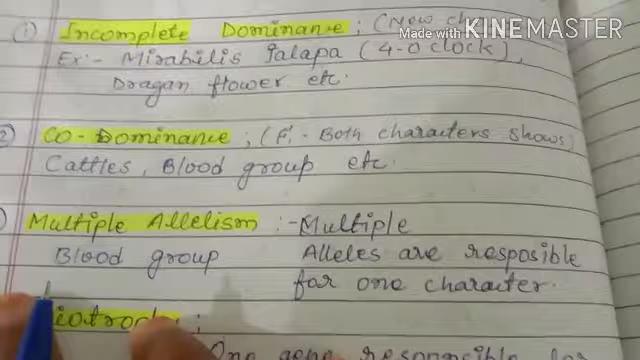 ① Incomplete Dominance ; (New
Made with KINEMASTER
Ex:- Mirabilis Jalapa (4-0 clock),
Dragan flower etc.
2) CO-Dominance ; (F1 - Both characters shows)
Cattles, Blood group etc.
Multiple Allelism :- Multiple
Blood group Alleles are resposible
for one character.
One gene